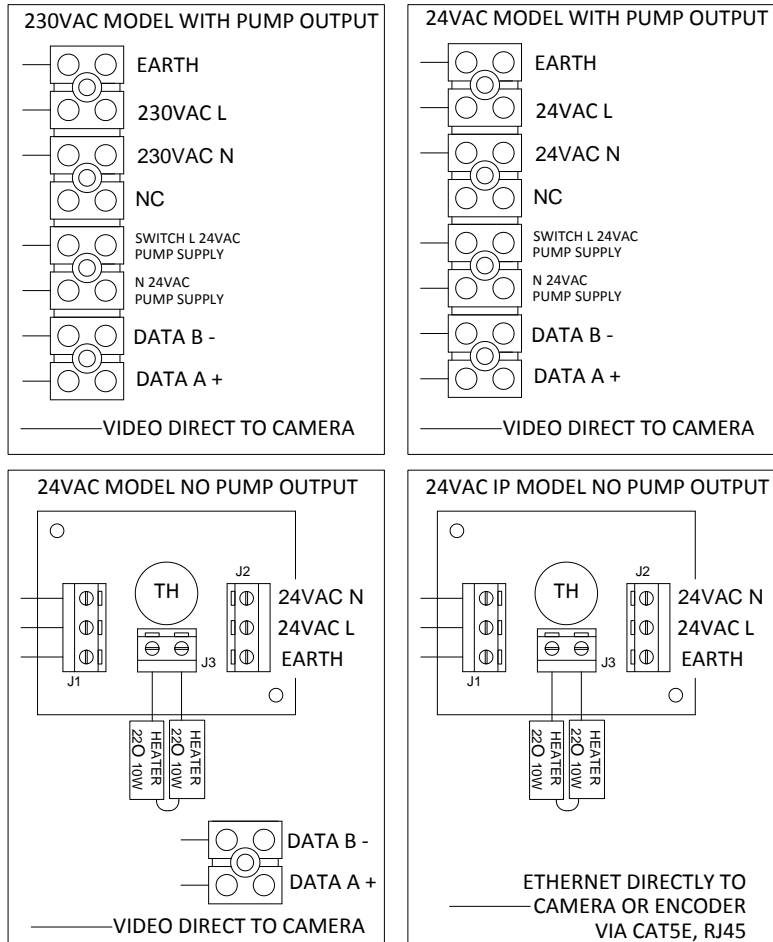 230VAC MODEL WITH PUMP OUTPUT
EARTH
230VAC L
230VAC N
NC
SWITCH L 24VAC
PUMP SUPPLY
N 24VAC
PUMP SUPPLY
DATA B -
DATA A +
VIDEO DIRECT TO CAMERA
24VAC MODEL WITH PUMP OUTPUT
EARTH
24VAC L
24VAC N
NC
SWITCH L 24VAC
PUMP SUPPLY
N 24VAC
PUMP SUPPLY
DATA B -
DATA A +
VIDEO DIRECT TO CAMERA
24VAC MODEL NO PUMP OUTPUT
TH
J2
24VAC N
24VAC L
EARTH
J3
J1
HEATER
22O 10W
HEATER
22O 10W
DATA B -
DATA A +
VIDEO DIRECT TO CAMERA
24VAC IP MODEL NO PUMP OUTPUT
TH
J2
24VAC N
24VAC L
EARTH
J3
J1
HEATER
22O 10W
HEATER
22O 10W
ETHERNET DIRECTLY TO
CAMERA OR ENCODER
VIA CAT5E, RJ45